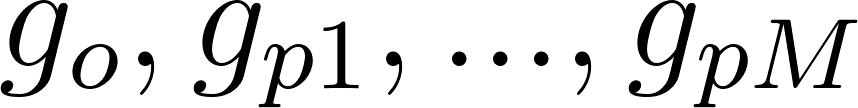 g_o, g_{p1}, ..., g_{pM}